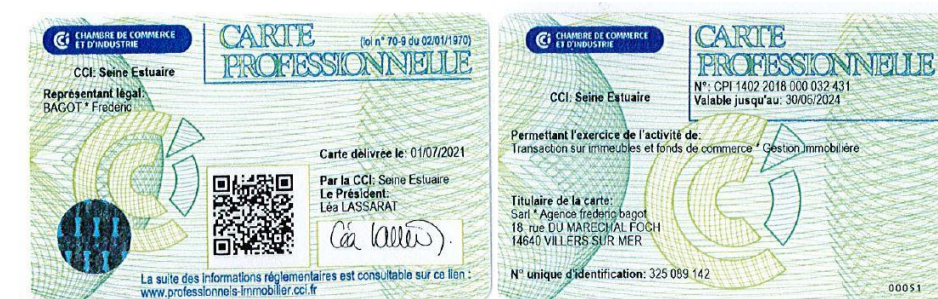 CHAMBRE DE COMMERCE
ET D'INDUSTRIE
CARTE
PROFESSIONNELLE
(loi n° 70-9 du 02/01/1970)
CCI: Seine Estuaire
Représentant légal:
BAGOT * Frederic
Carte délivrée le: 01/07/2021
Par la CCI: Seine Estuaire
Le Président:
Léa LASSARAT
La suite des informations réglementaires est consultable sur ce lien :
www.professionnels-immobilier.cci.fr
CHAMBRE DE COMMERCE
ET D'INDUSTRIE
CARTE
PROFESSIONNELLE
N°: CPI 1402 2018 000 032 431
Valable jusqu'au: 30/06/2024
CCI: Seine Estuaire
Permettant l'exercice de l'activité de:
Transaction sur immeubles et fonds de commerce * Gestion Immobilière
Titulaire de la carte:
Sarl * Agence frederic bagot
18 rue DU MARECHAL FOCH
14640 VILLERS SUR MER
N° unique d'identification: 325 089 142
00051